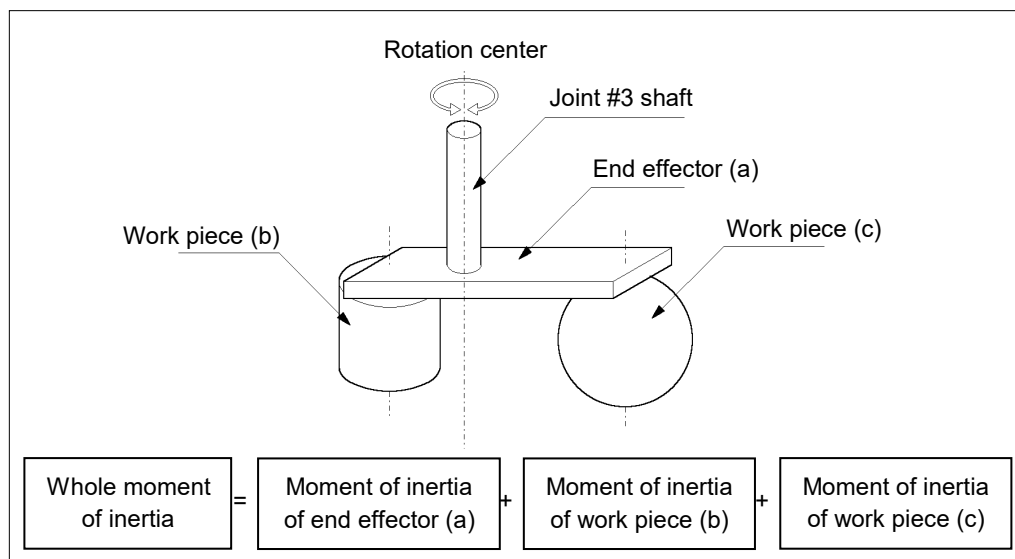 Rotation center
Joint #3 shaft
End effector (a)
Work piece (b)
Work piece (c)
Whole moment
of inertia
=
Moment of inertia
of end effector (a)
+
Moment of inertia
of work piece (b)
+
Moment of inertia
of work piece (c)